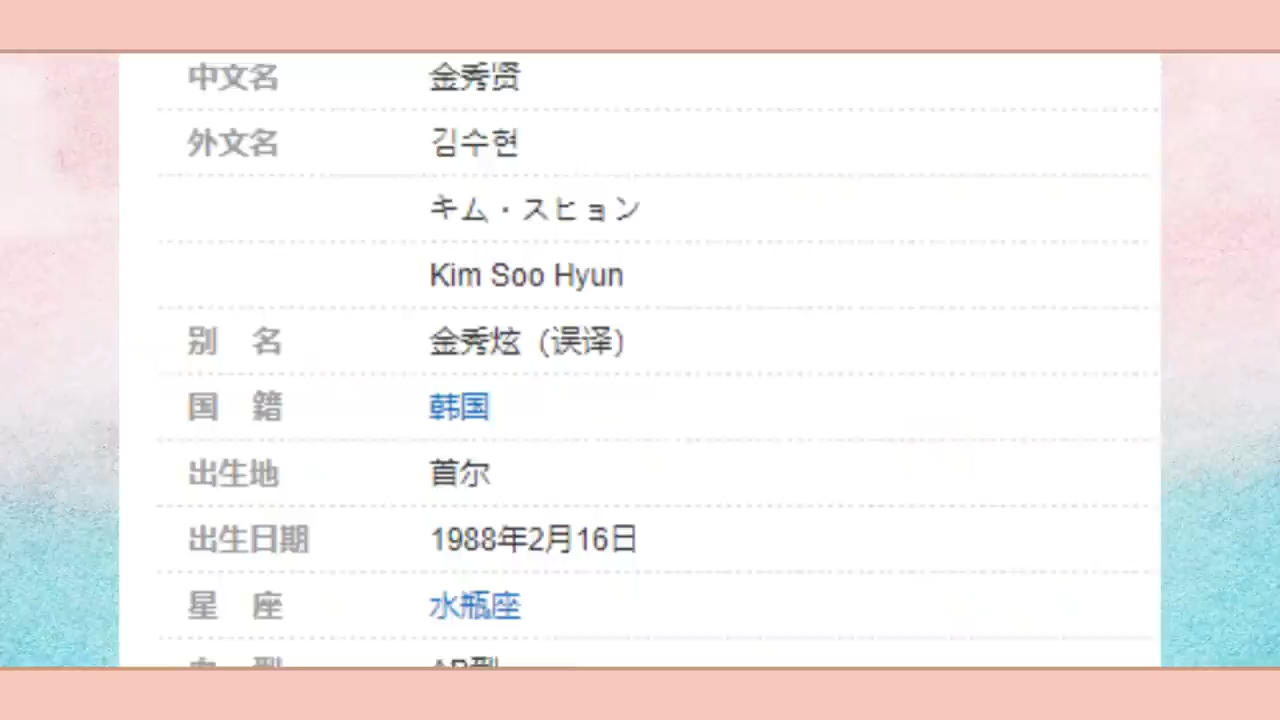 中文名 金秀贤
外文名 김수현
キム・スヒョン
Kim Soo Hyun
别 名 金秀炫（误译）
国 籍 韩国
出生地 首尔
出生日期 1988年2月16日
星 座 水瓶座